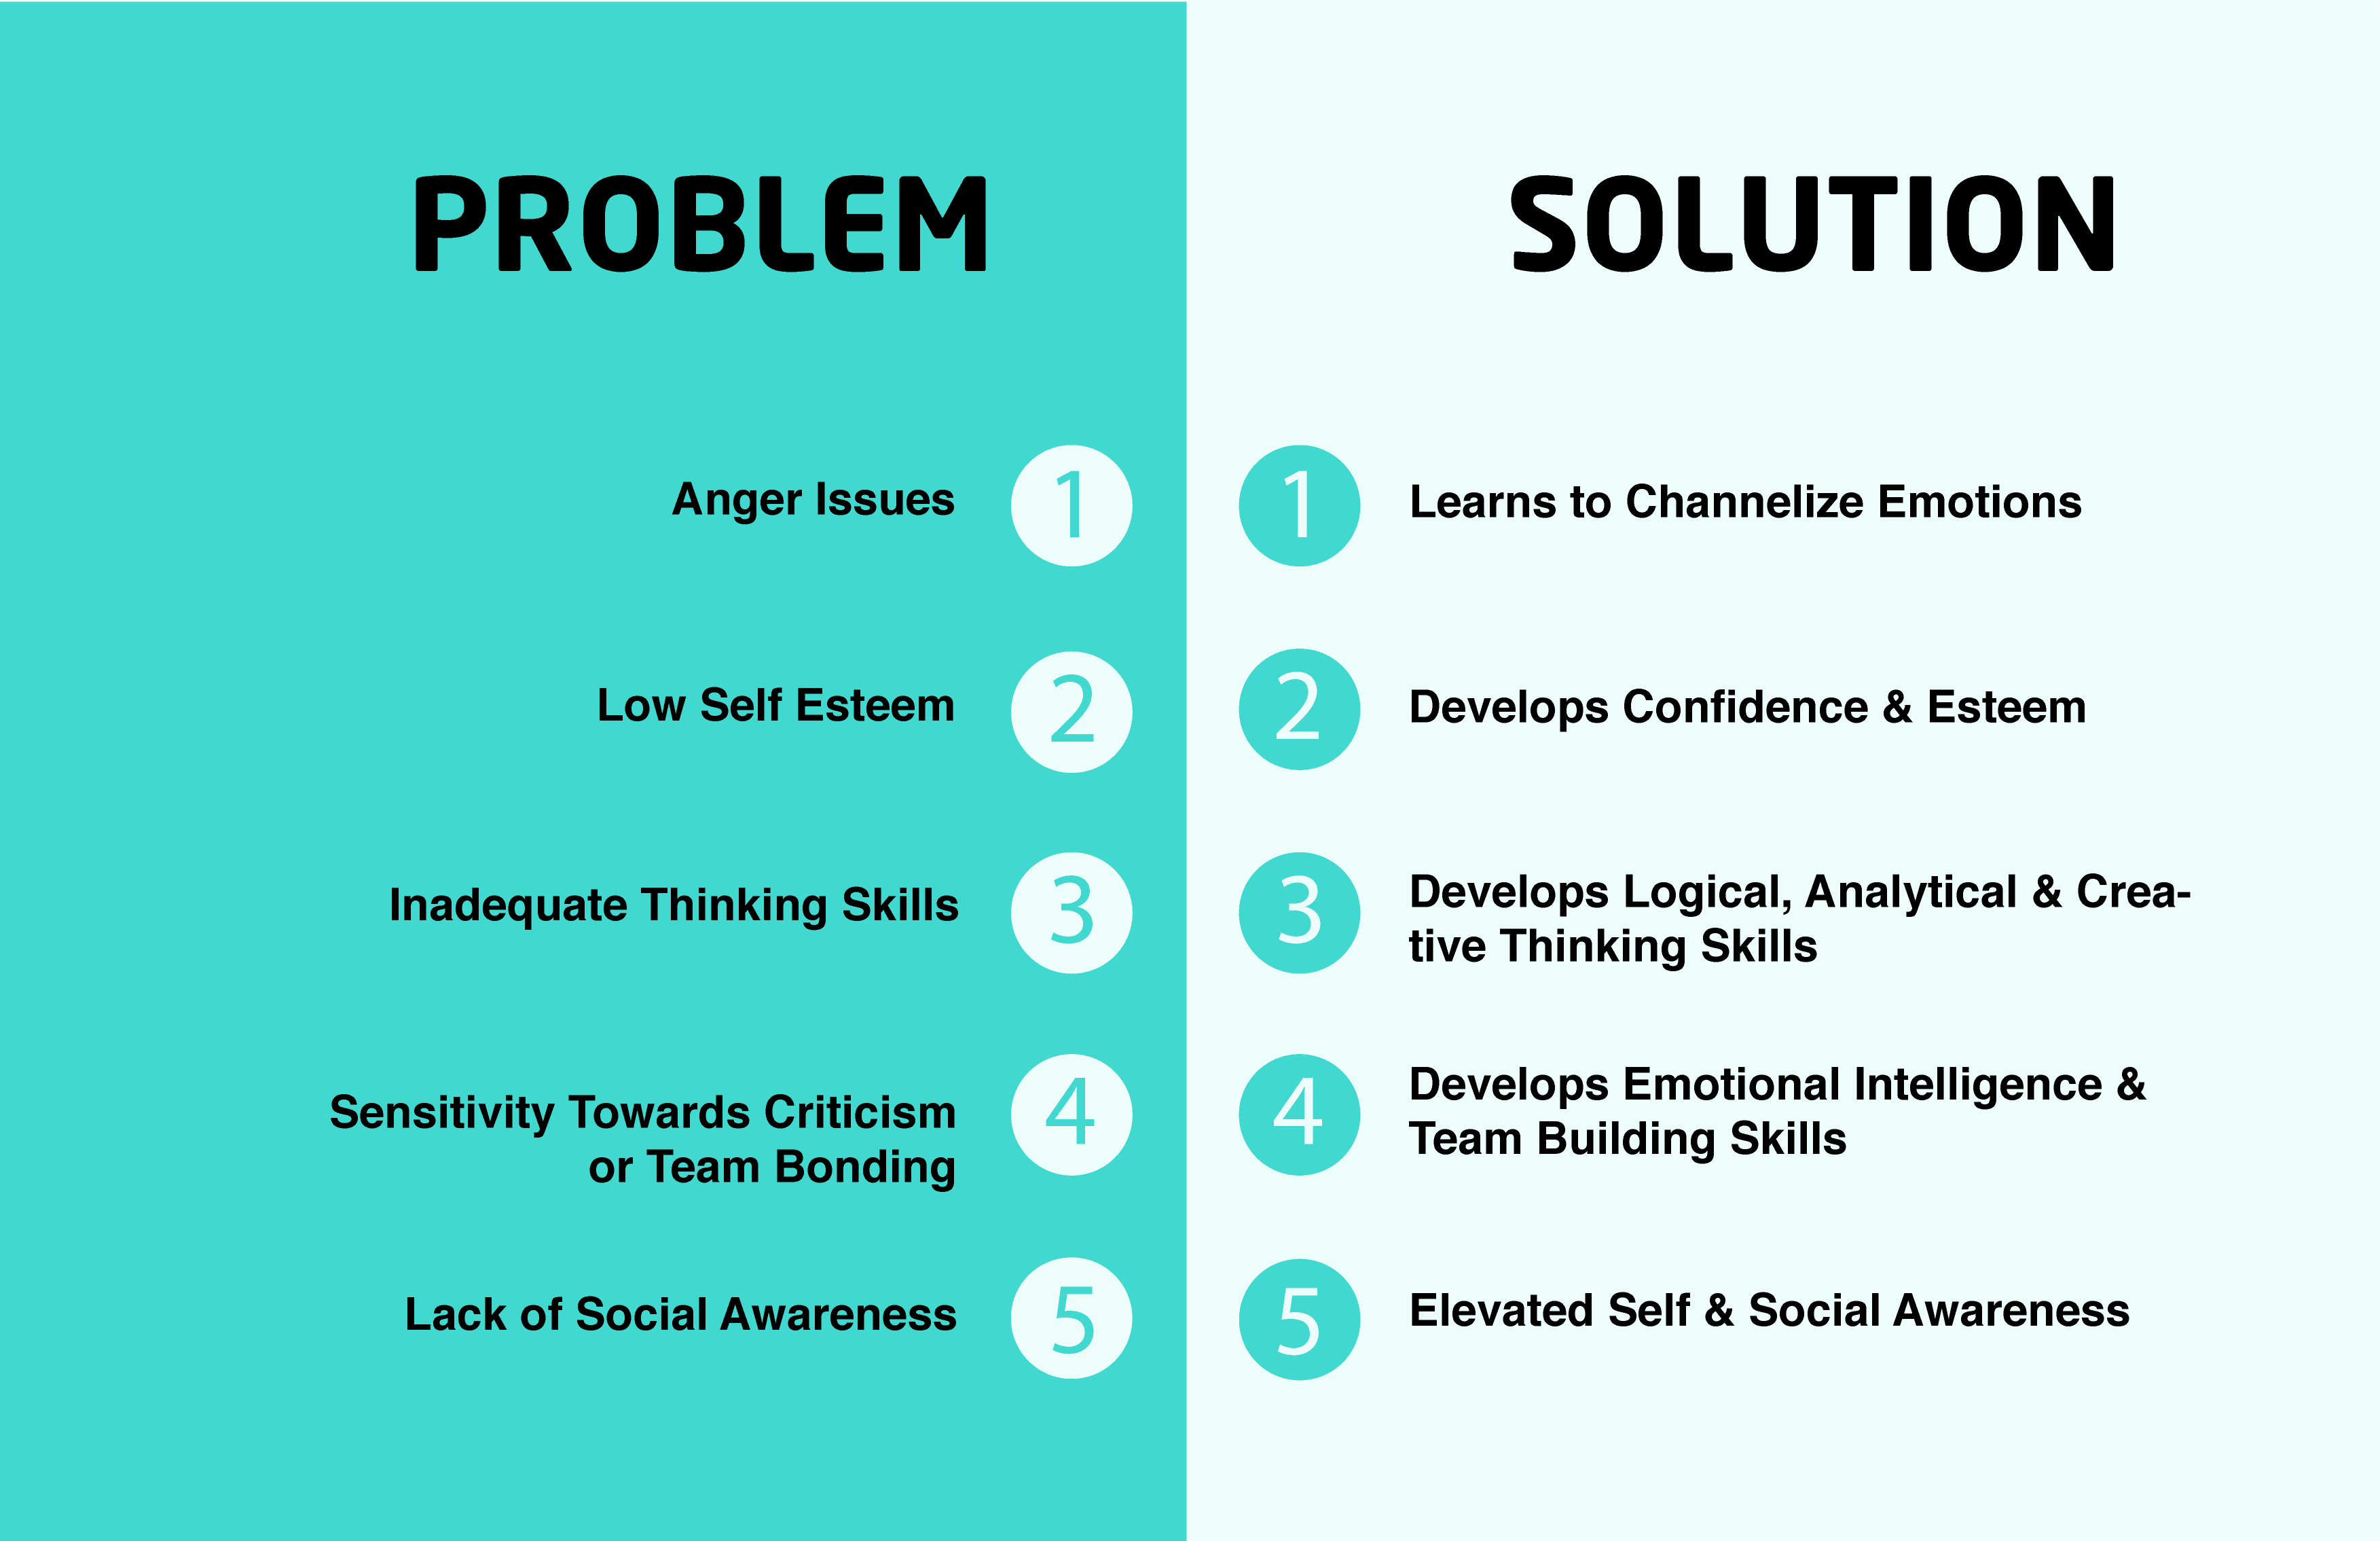 PROBLEM
Anger Issues 1
Low Self Esteem 2
Inadequate Thinking Skills 3
Sensitivity Towards Criticism
or Team Bonding 4
Lack of Social Awareness 5
SOLUTION
1 Learns to Channelize Emotions
2 Develops Confidence & Esteem
3 Develops Logical, Analytical & Crea-
tive Thinking Skills
4 Develops Emotional Intelligence &
Team Building Skills
5 Elevated Self & Social Awareness